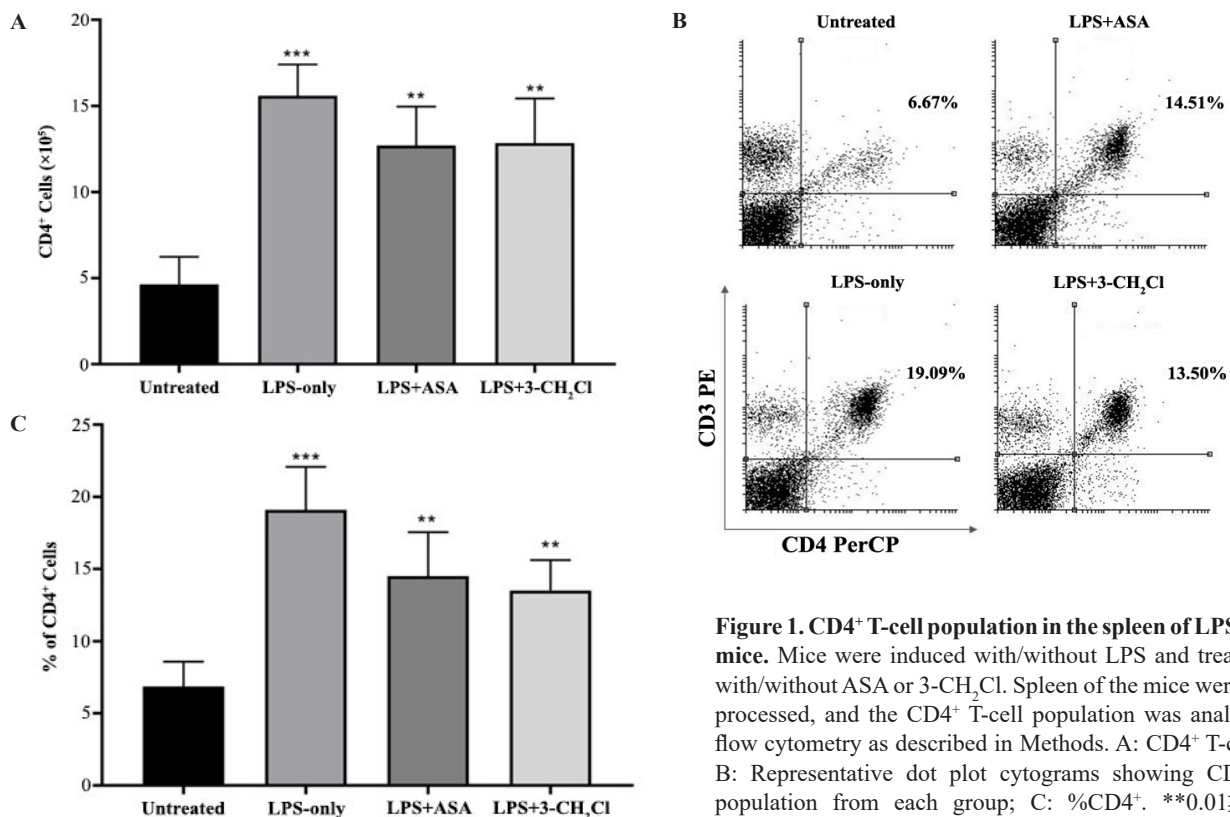 A
20
15
10
5
0
CD4⁺ Cells (×10⁵)
***
**
**
Untreated
LPS-only
LPS+ASA
LPS+3-CH₂Cl
B
Untreated
LPS+ASA
6.67%
14.51%
LPS-only
LPS+3-CH₂Cl
19.09%
13.50%
CD3 PE
CD4 PerCP
C
25
20
15
10
5
0
% of CD4⁺ Cells
***
**
**
Untreated
LPS-only
LPS+ASA
LPS+3-CH₂Cl
Figure 1. CD4⁺ T-cell population in the spleen of LPS
mice. Mice were induced with/without LPS and trea
with/without ASA or 3-CH₂Cl. Spleen of the mice were
processed, and the CD4⁺ T-cell population was anal
flow cytometry as described in Methods. A: CD4⁺ T-c
B: Representative dot plot cytograms showing CD
population from each group; C: %CD4⁺. **0.01